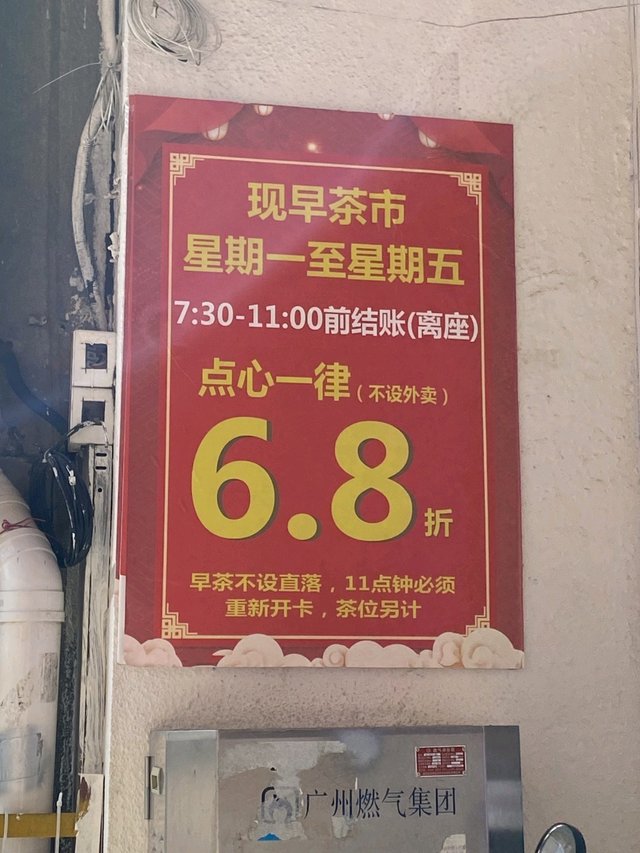 现早茶市
星期一至星期五
7:30-11:00前结账(离座)
点心一律(不设外卖)
6.8折
早茶不设直落，11点钟必须
重新开卡，茶位另计
广州燃气集团